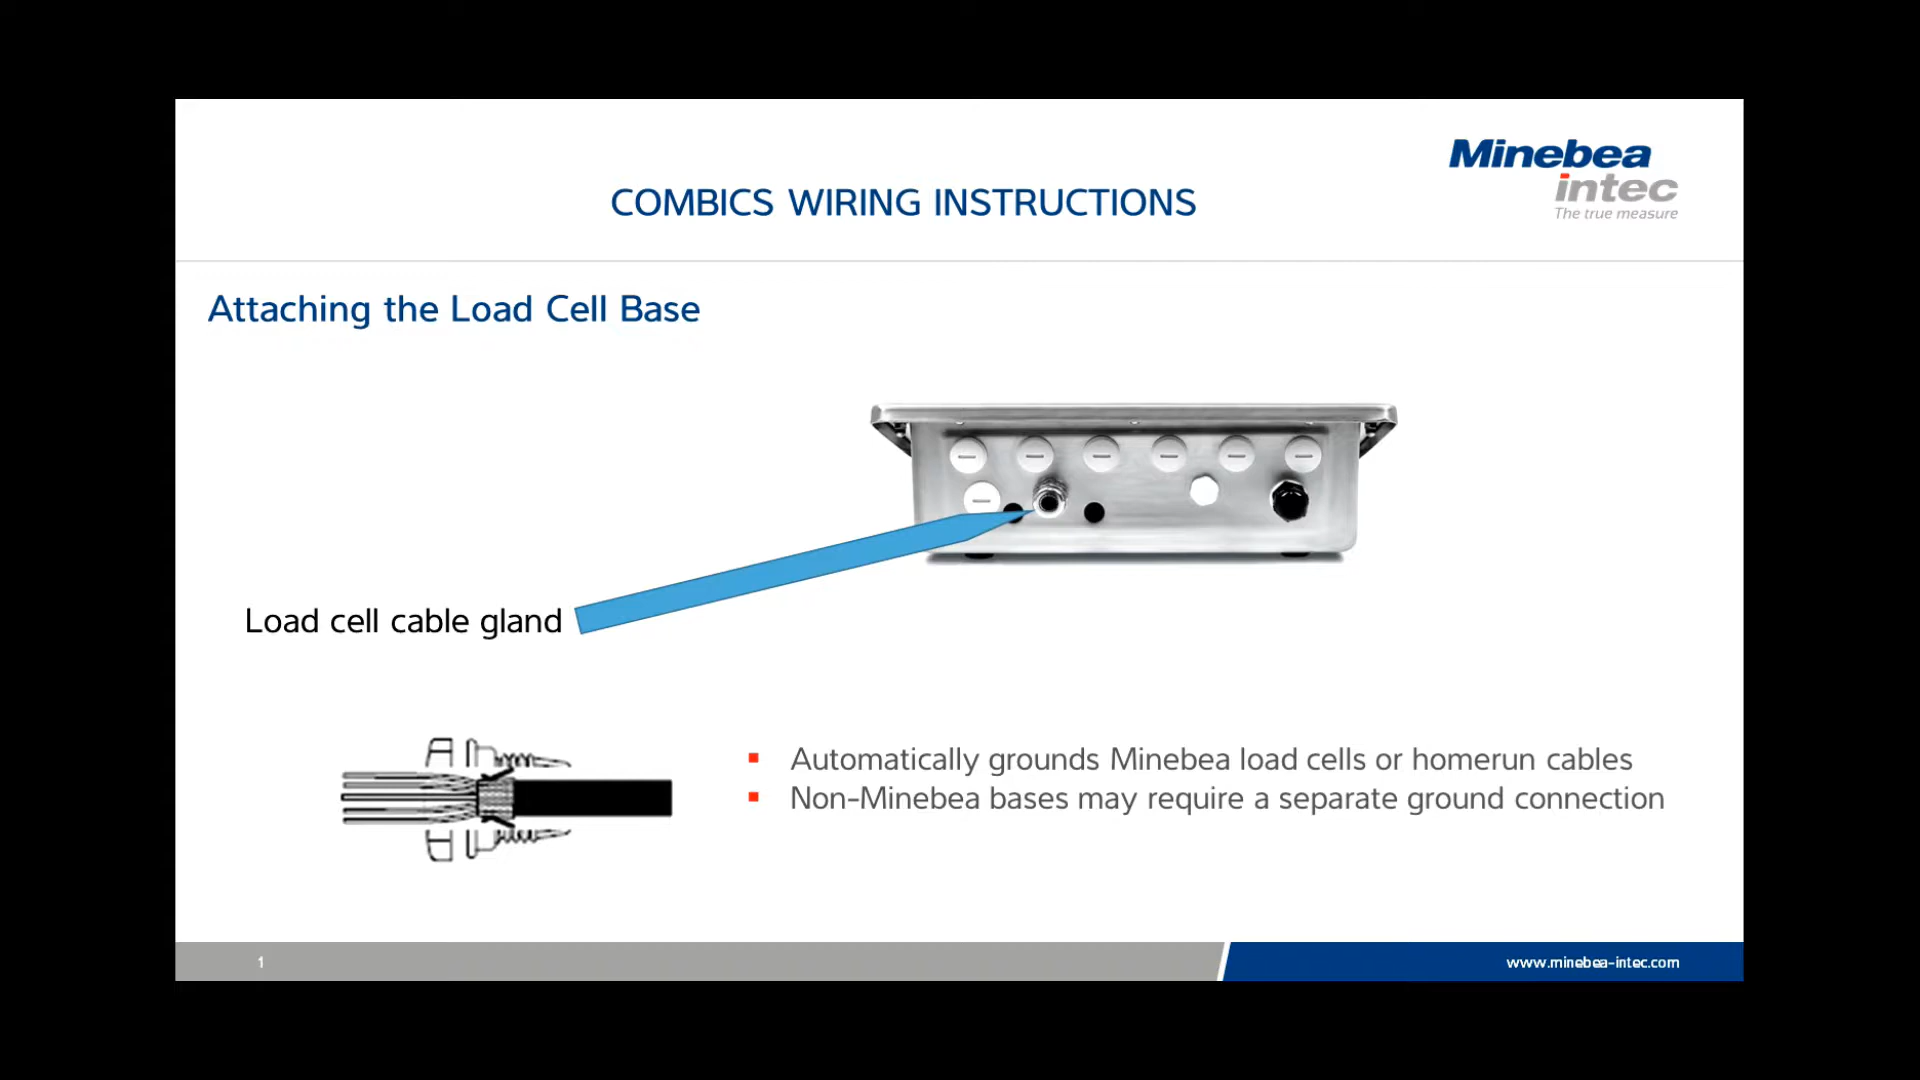 Minebea
intec
The true measure
COMBICS WIRING INSTRUCTIONS
Attaching the Load Cell Base
Load cell cable gland
Automatically grounds Minebea load cells or homerun cables
Non-Minebea bases may require a separate ground connection
1
www.minebea-intec.com